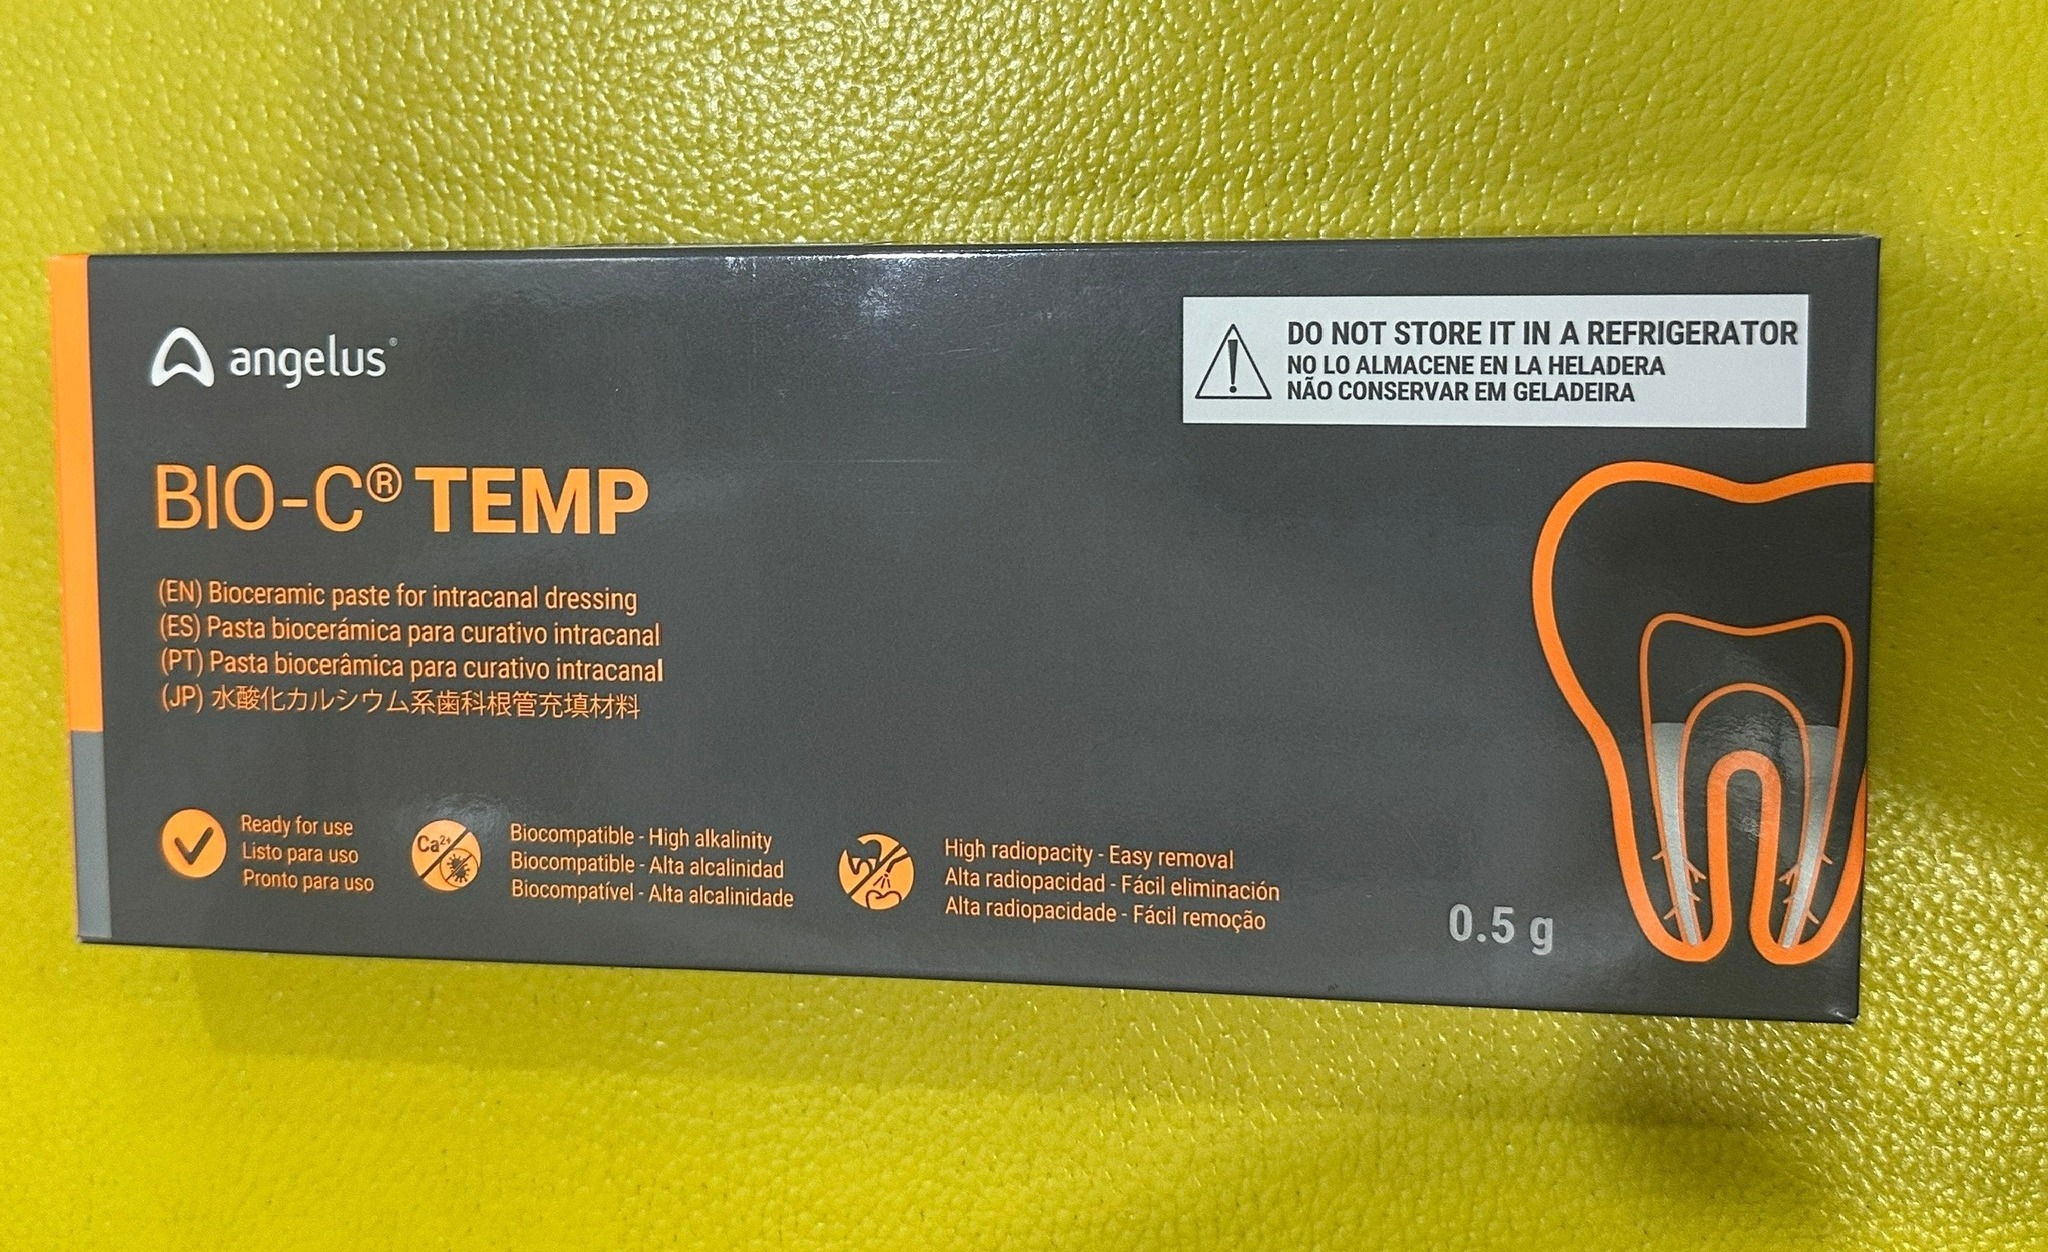 angelus®
DO NOT STORE IT IN A REFRIGERATOR
NO LO ALMACENE EN LA HELADERA
NÃO CONSERVAR EM GELADEIRA
BIO-C® TEMP
(EN) Bioceramic paste for intracanal dressing
(ES) Pasta biocerámica para curativo intracanal
(PT) Pasta biocerâmica para curativo intracanal
(JP) 水酸化カルシウム系歯科根管充填材料
Ready for use
Listo para uso
Pronto para uso
Ca²⁺
Biocompatible - High alkalinity
Biocompatible - Alta alcalinidad
Biocompatível - Alta alcalinidade
High radiopacity - Easy removal
Alta radiopacidad - Fácil eliminación
Alta radiopacidade - Fácil remoção
0.5 g